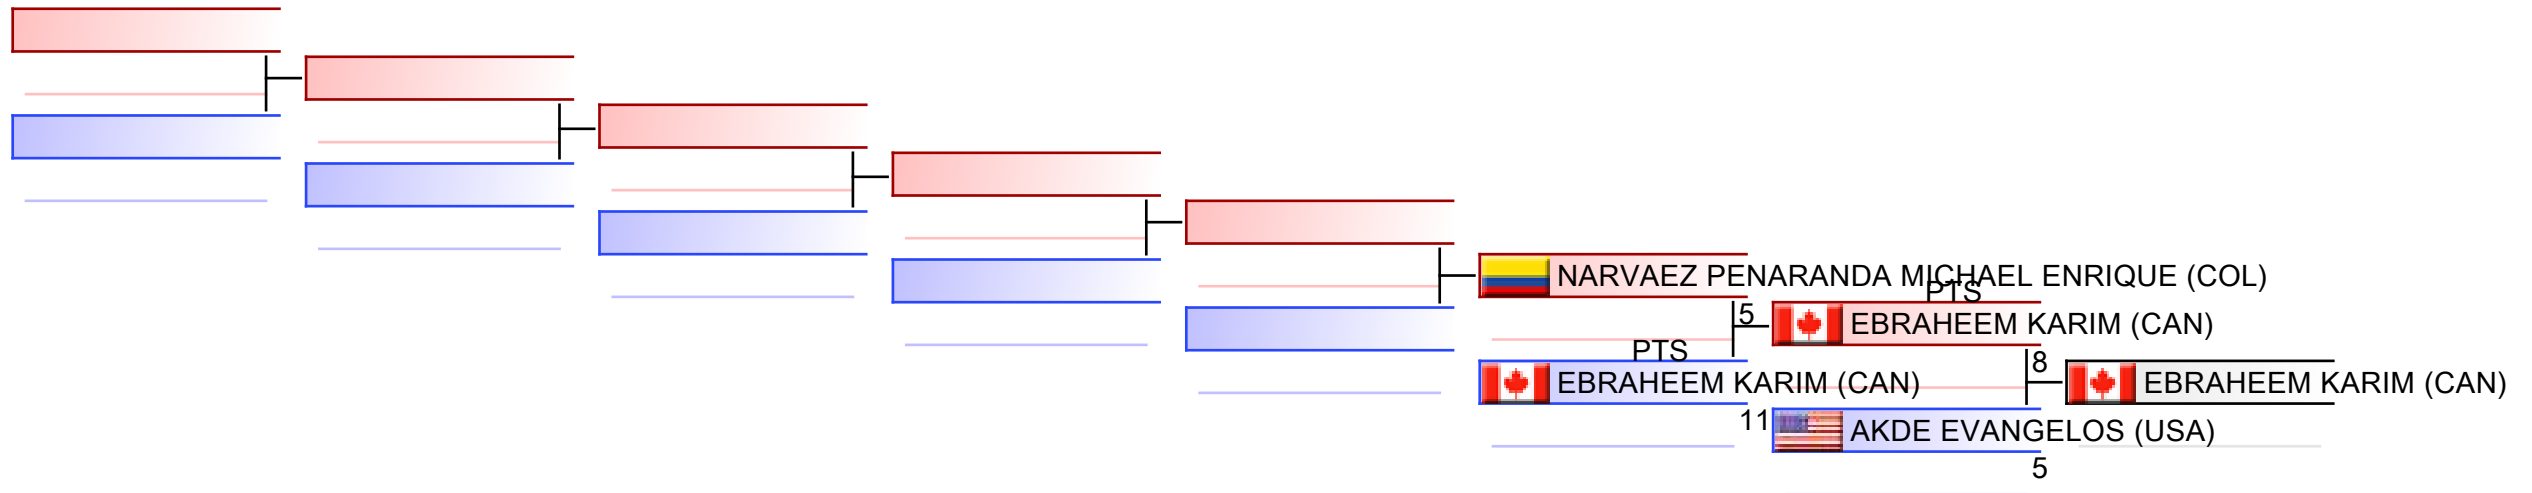 NARVAEZ PENARANDA MICHAEL ENRIQUE (COL)
PTS
5
EBRAHEEM KARIM (CAN)
PTS
8
EBRAHEEM KARIM (CAN)
EBRAHEEM KARIM (CAN)
11
AKDE EVANGELOS (USA)
5